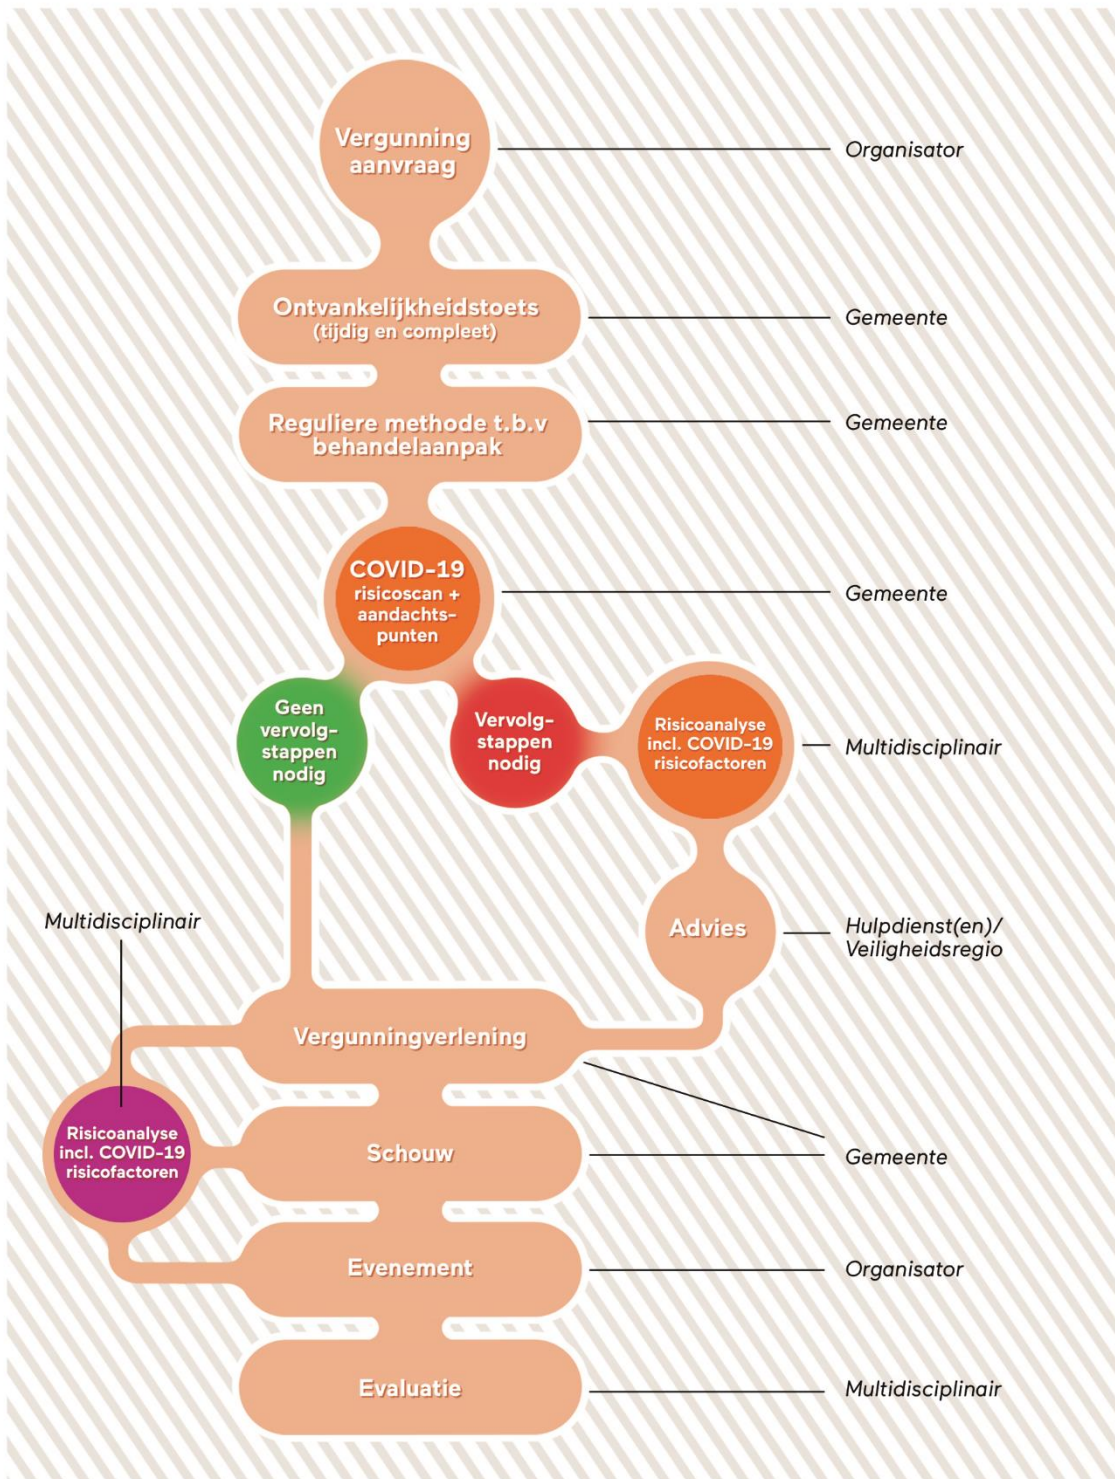 Vergunning
aanvraag
Organisator
Ontvankelijkheidstoets
(tijdig en compleet)
Gemeente
Reguliere methode t.b.v
behandelaanpak
Gemeente
COVID-19
risicoscan +
aandachts-
punten
Gemeente
Geen
vervolg-
stappen
nodig
Vervolg-
stappen
nodig
Risicoanalyse
incl. COVID-19
risicofactoren
Multidisciplinair
Multidisciplinair
Advies
Hulpdienst(en)/
Veiligheidsregio
Vergunningverlening
Risicoanalyse
incl. COVID-19
risicofactoren
Schouw
Gemeente
Evenement
Organisator
Evaluatie
Multidisciplinair